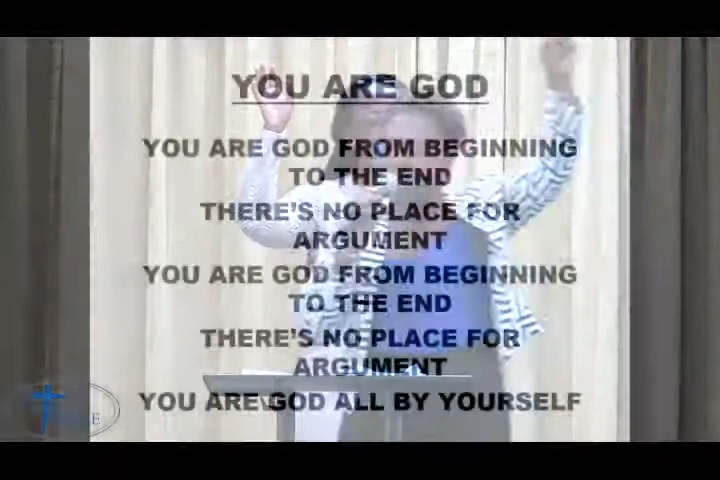 YOU ARE GOD
YOU ARE GOD FROM BEGINNING
TO THE END
THERE'S NO PLACE FOR
ARGUMENT
YOU ARE GOD FROM BEGINNING
TO THE END
THERE'S NO PLACE FOR
ARGUMENT
YOU ARE GOD ALL BY YOURSELF